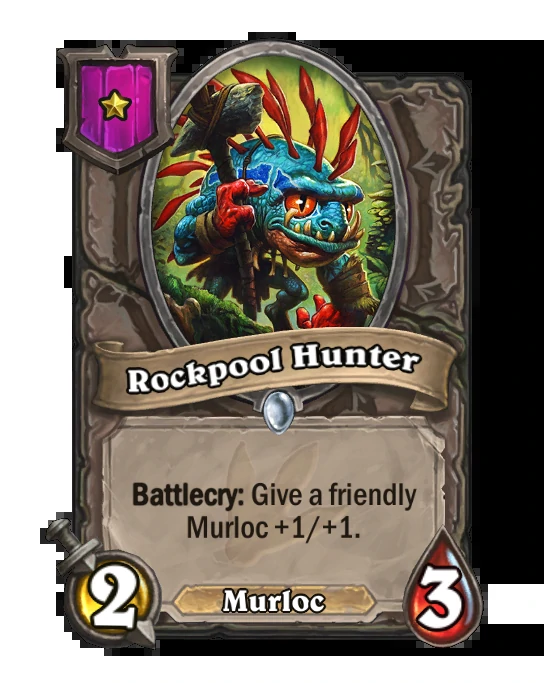 Rockpool Hunter
Battlecry: Give a friendly
Murloc +1/+1.
2
Murloc
3